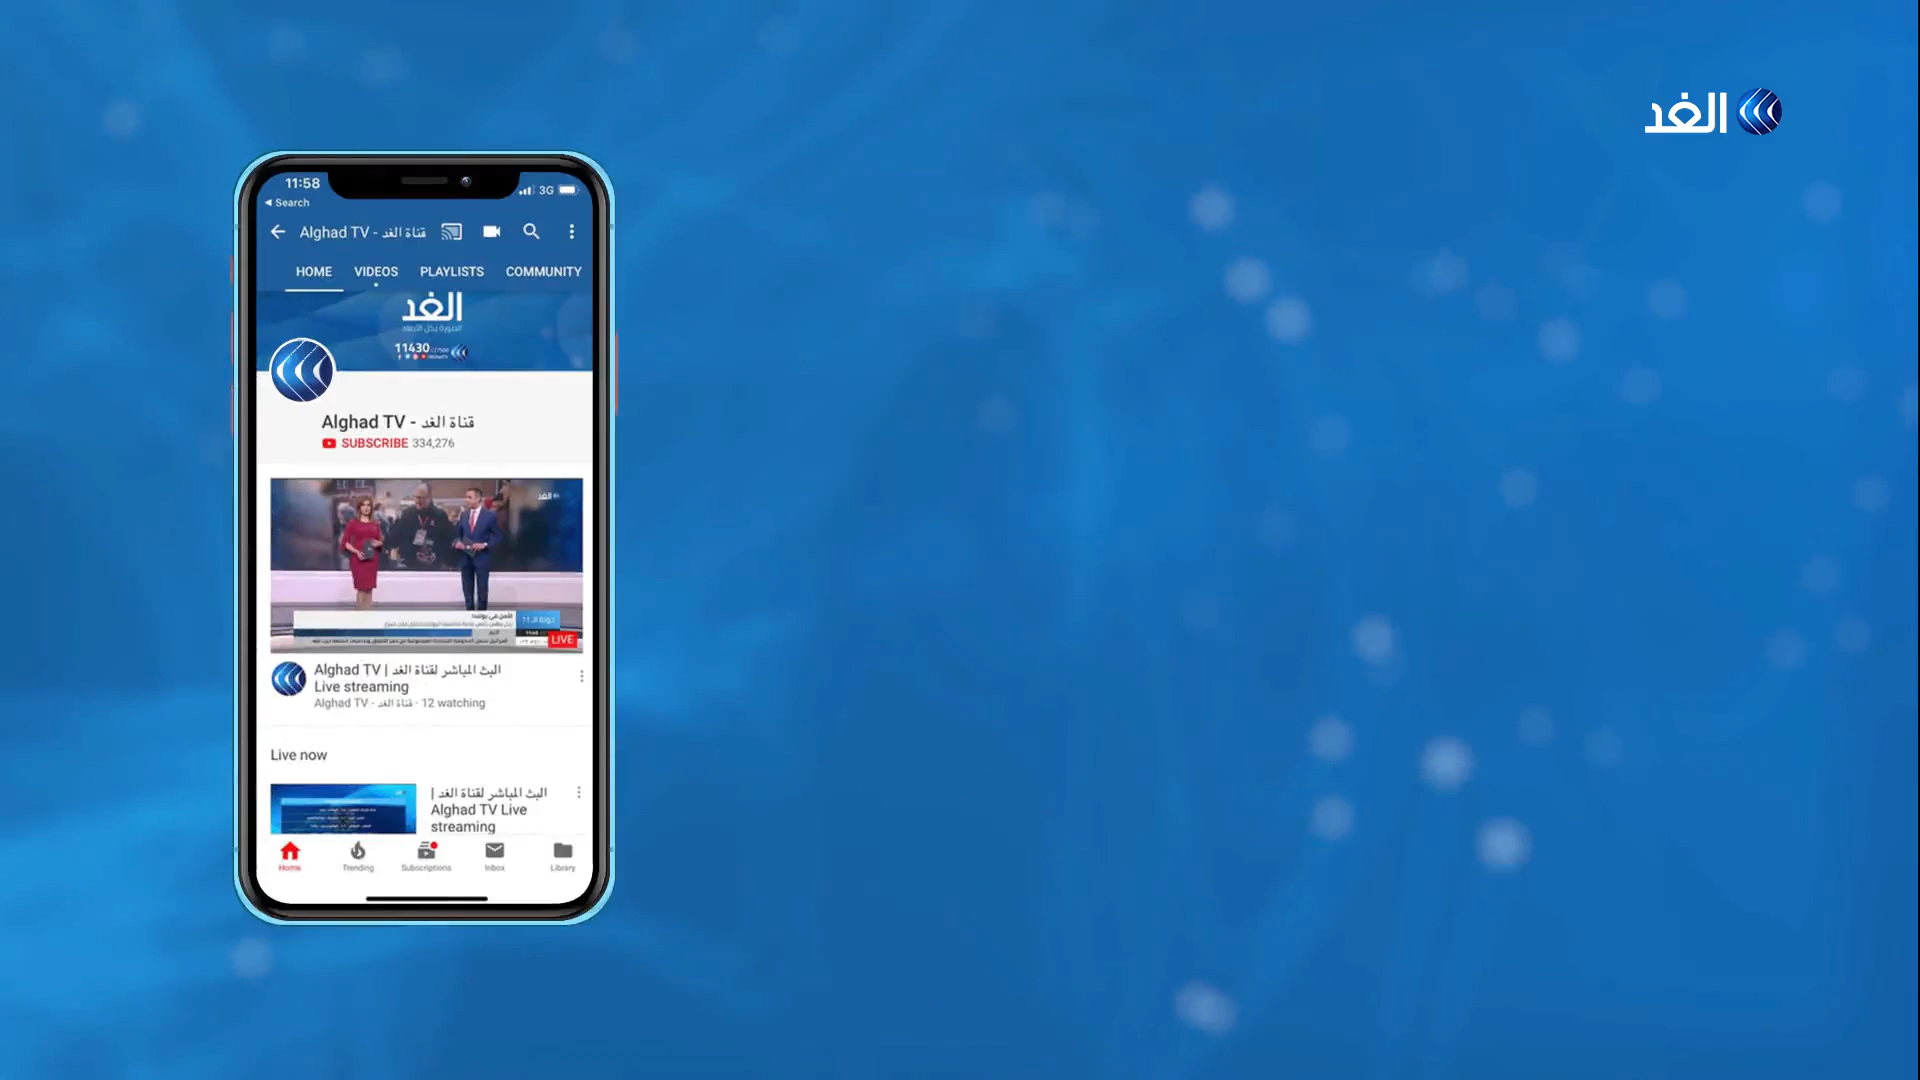 الغد
11:58
3G
Search
Alghad TV - قناة الغد
HOME VIDEOS PLAYLISTS COMMUNITY
الغد
11430
Alghad TV - قناة الغد
SUBSCRIBE 334,276
الغد
LIVE
Alghad TV | البث المباشر لقناة الغد
Live streaming
Alghad TV - قناة الغد · 12 watching
Live now
البث المباشر لقناة الغد |
Alghad TV Live
streaming
Home Trending Subscriptions Inbox Library